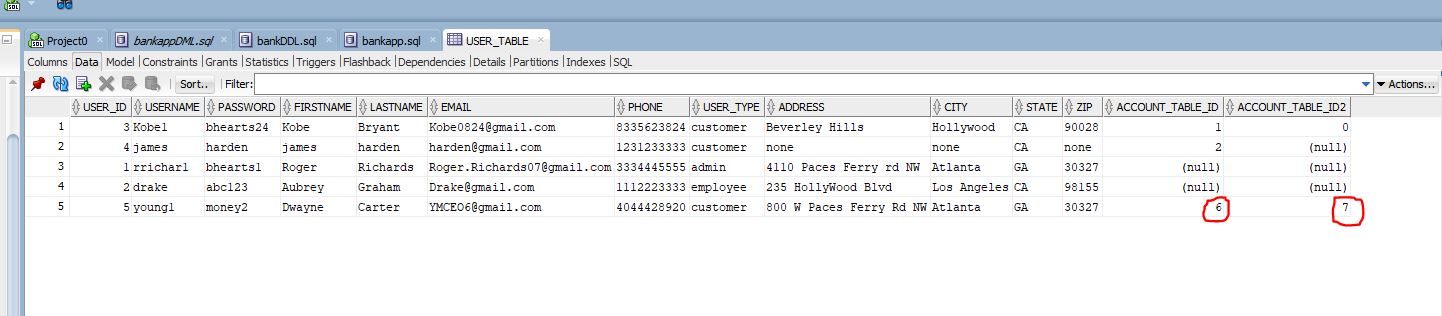 SQL
SQL Project0 bankappDML.sql bankDDL.sql bankapp.sql USER_TABLE
Columns Data Model Constraints Grants Statistics Triggers Flashback Dependencies Details Partitions Indexes SQL
Sort.. Filter: Actions...
USER_ID USERNAME PASSWORD FIRSTNAME LASTNAME EMAIL PHONE USER_TYPE ADDRESS CITY STATE ZIP ACCOUNT_TABLE_ID ACCOUNT_TABLE_ID2
1 3 Kobe1 bhearts24 Kobe Bryant Kobe0824@gmail.com 8335623824 customer Beverley Hills Hollywood CA 90028 1 0
2 4 james harden james harden harden@gmail.com 1231233333 customer none none CA none 2 (null)
3 1 rrichar1 bhearts1 Roger Richards Roger.Richards07@gmail.com 3334445555 admin 4110 Paces Ferry rd NW Atlanta GA 30327 (null) (null)
4 2 drake abc123 Aubrey Graham Drake@gmail.com 1112223333 employee 235 HollyWood Blvd Los Angeles CA 98155 (null) (null)
5 5 young1 money2 Dwayne Carter YMCEO6@gmail.com 4044428920 customer 800 W Paces Ferry Rd NW Atlanta GA 30327 6 7